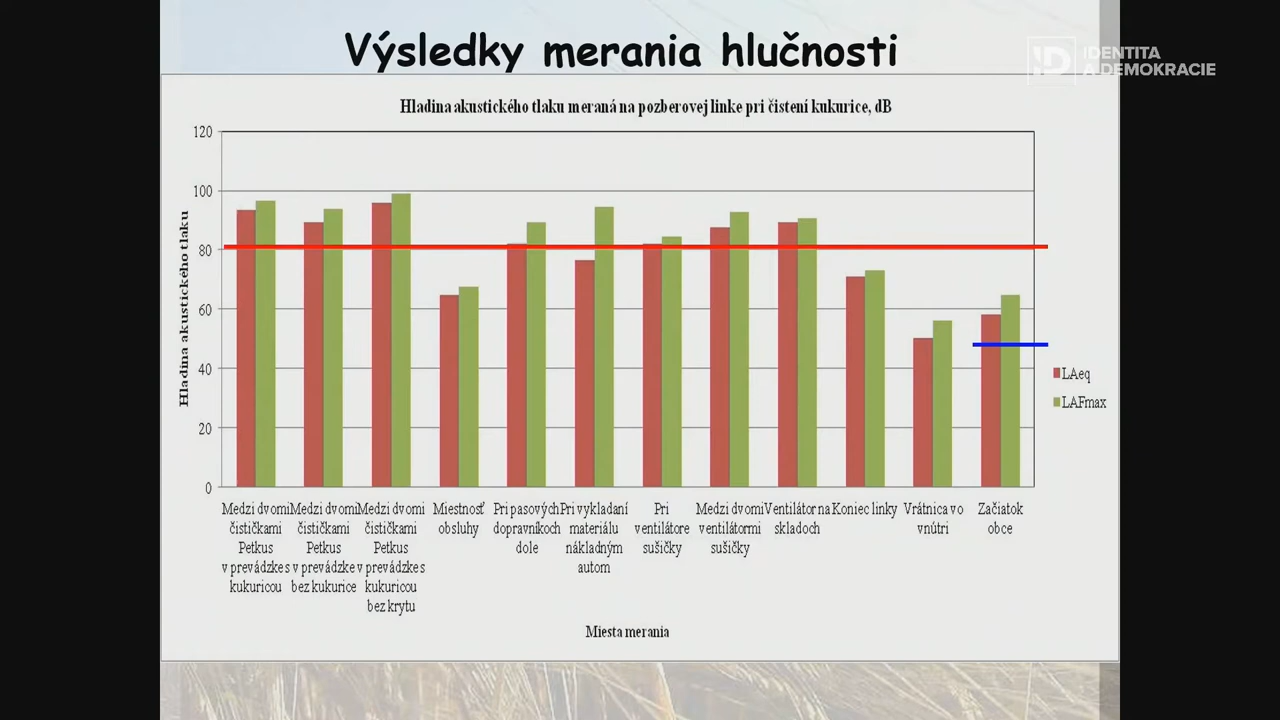 Výsledky merania hlučnosti
IDENTITA
A DEMOKRACIE
Hladina akustického tlaku meraná na pozberovej linke pri čistení kukurice, dB
Hladina akustického tlaku
120
100
80
60
40
20
0
LAeq
LAFmax
Medzi dvomi
čističkami
Petkus
v prevádzke s
kukuricou
Medzi dvomi
čističkami
Petkus
v prevádzke
bez kukurice
Medzi dvomi
čističkami
Petkus
v prevádzke s
kukuricou
bez krytu
Miestnosť
obsluhy
Pri pasových
dopravníkoch
dole
Pri vykladaní
materiálu
nákladným
autom
Pri
ventilátore
sušičky
Medzi dvomi
ventilátormi
sušičky
Ventilátor na
skladoch
Koniec linky
Vrátnica vo
vnútri
Začiatok
obce
Miesta merania